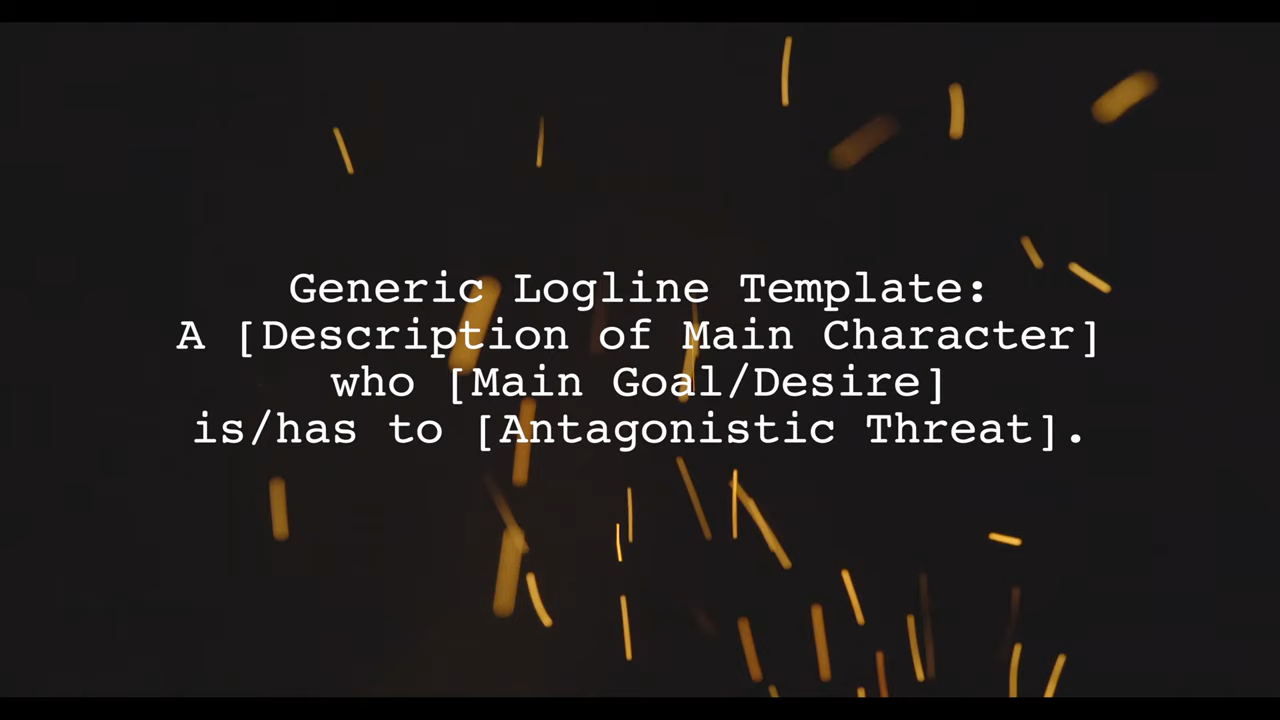 Generic Logline Template:
A [Description of Main Character]
who [Main Goal/Desire]
is/has to [Antagonistic Threat].